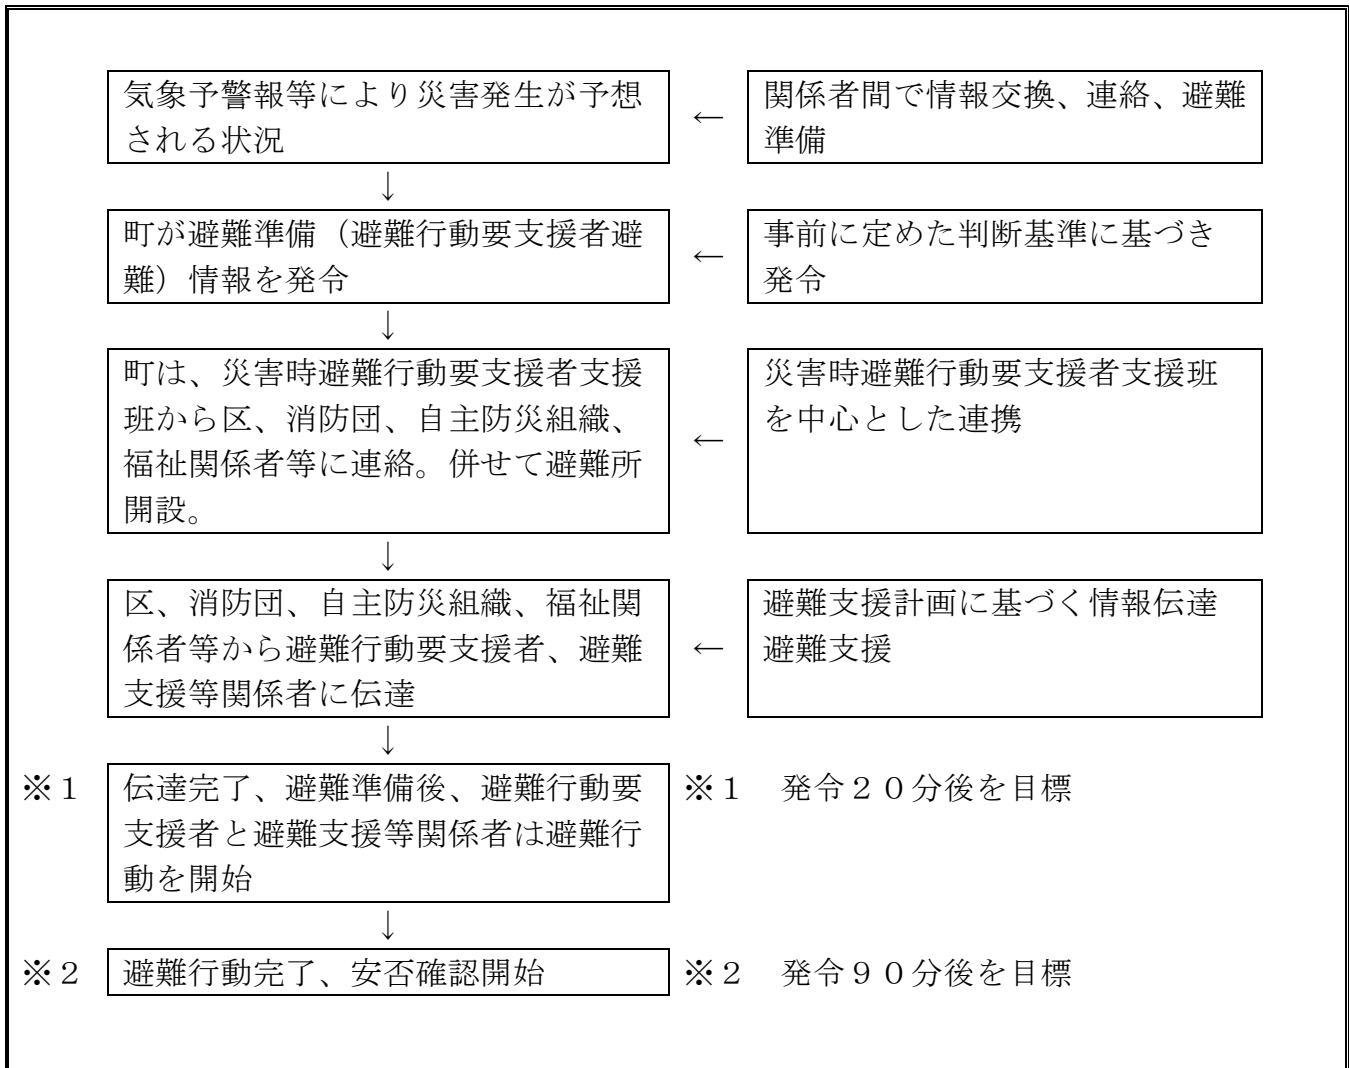 気象予警報等により災害発生が予想
される状況
←
関係者間で情報交換、連絡、避難
準備
↓
町が避難準備（避難行動要支援者避
難）情報を発令
←
事前に定めた判断基準に基づき
発令
↓
町は、災害時避難行動要支援者支援
班から区、消防団、自主防災組織、
福祉関係者等に連絡。併せて避難所
開設。
←
災害時避難行動要支援者支援班
を中心とした連携
↓
区、消防団、自主防災組織、福祉関
係者等から避難行動要支援者、避難
支援等関係者に伝達
←
避難支援計画に基づく情報伝達
避難支援
↓
※１
伝達完了、避難準備後、避難行動要
支援者と避難支援等関係者は避難行
動を開始
※１　発令２０分後を目標
↓
※２
避難行動完了、安否確認開始
※２　発令９０分後を目標